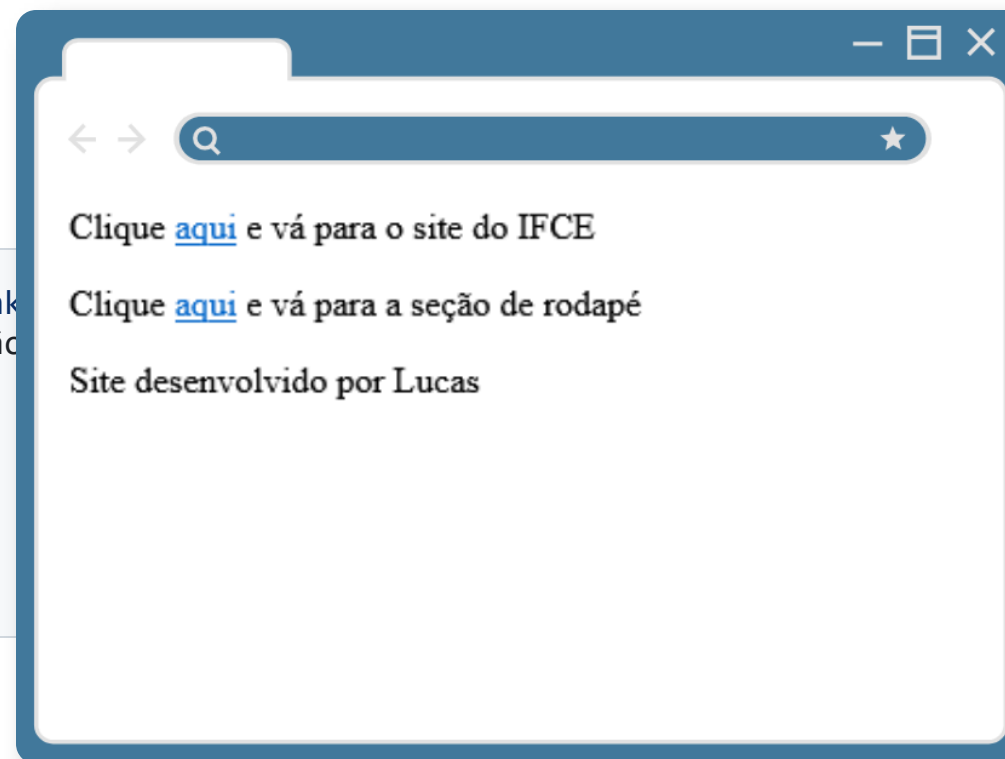 Clique aqui e vá para o site do IFCE
Clique aqui e vá para a seção de rodapé
Site desenvolvido por Lucas